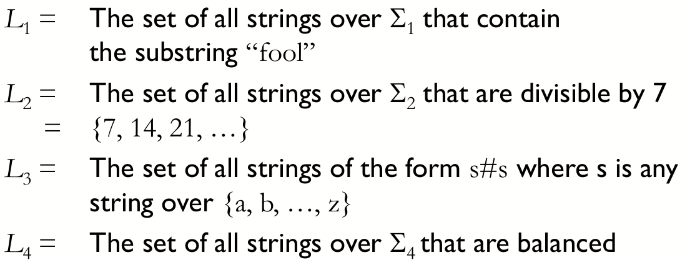 L₁ = The set of all strings over Σ₁ that contain
the substring “fool”
L₂ = The set of all strings over Σ₂ that are divisible by 7
= {7, 14, 21, …}
L₃ = The set of all strings of the form s#s where s is any
string over {a, b, …, z}
L₄ = The set of all strings over Σ₄ that are balanced